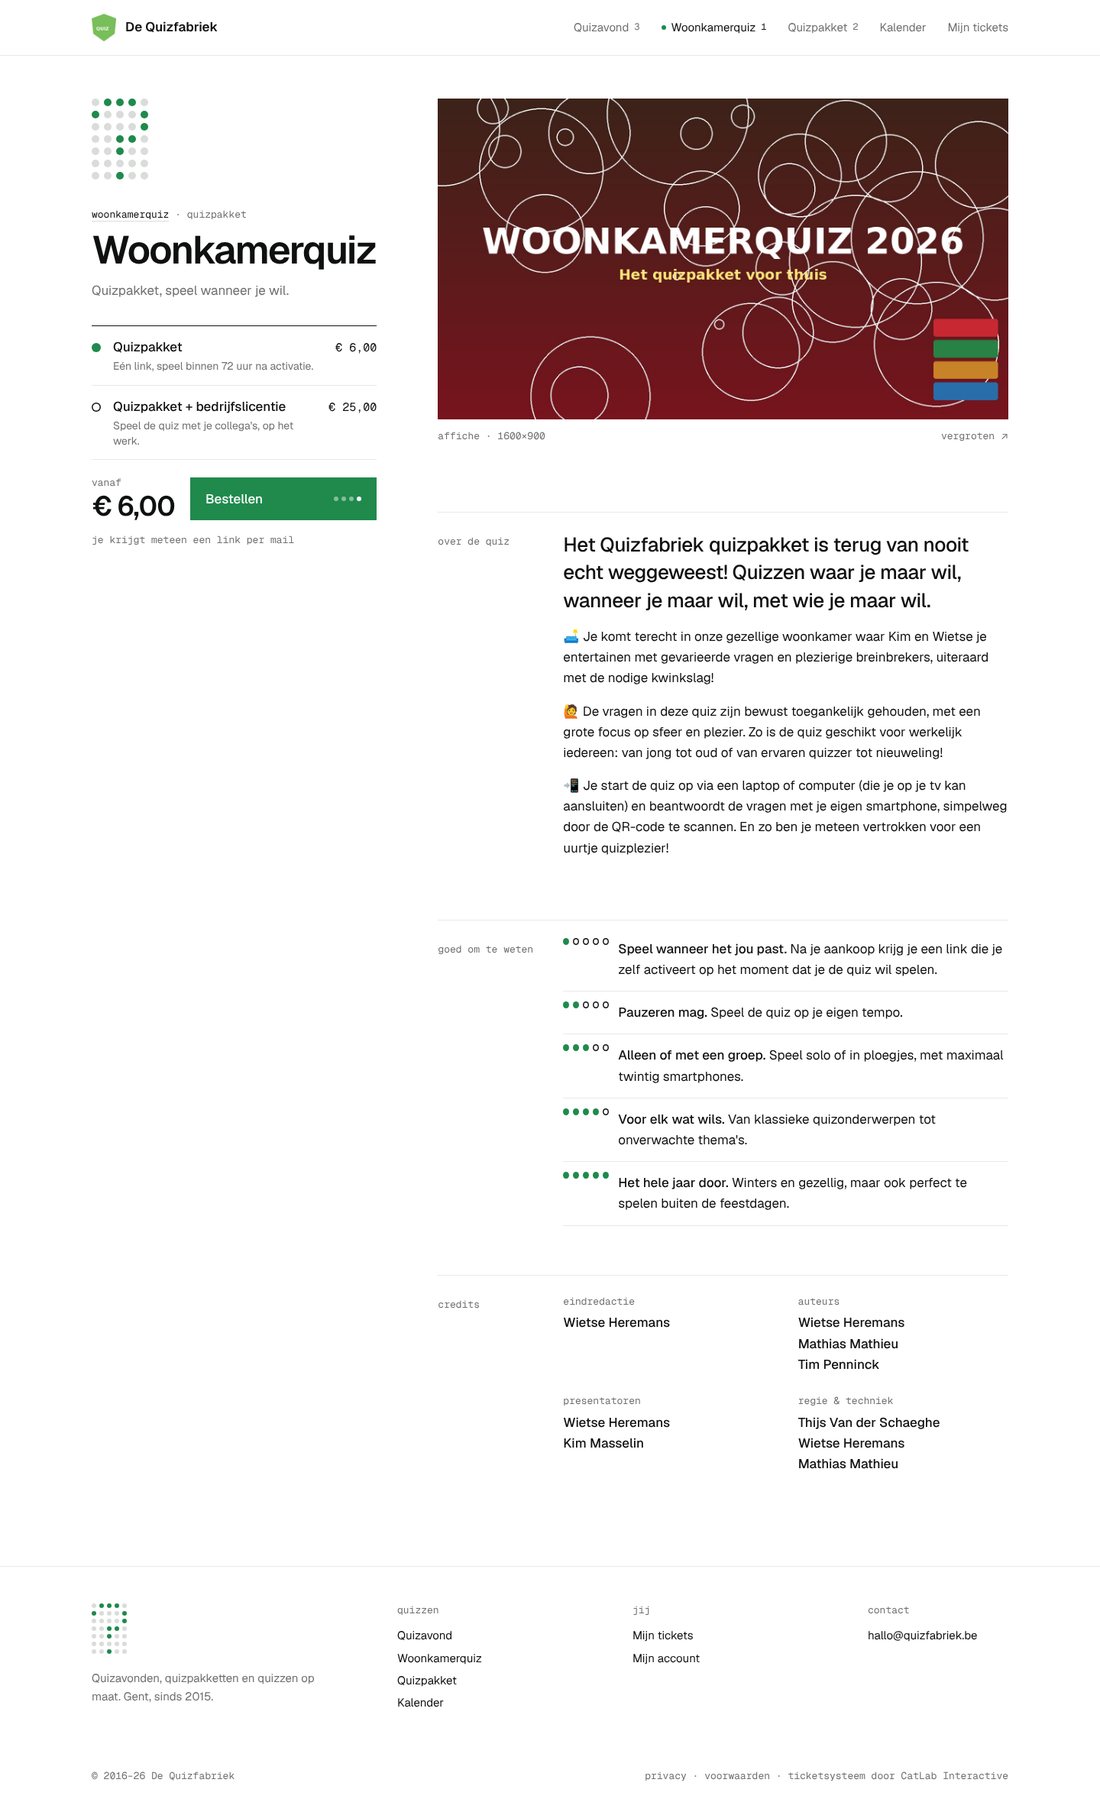 QUIZ
De Quizfabriek
Quizavond 3
Woonkamerquiz 1
Quizpakket 2
Kalender
Mijn tickets
woonkamerquiz · quizpakket
Woonkamerquiz
Quizpakket, speel wanneer je wil.
Quizpakket € 6,00
Eén link, speel binnen 72 uur na activatie.
Quizpakket + bedrijfslicentie € 25,00
Speel de quiz met je collega's, op het
werk.
vanaf
€ 6,00
Bestellen
je krijgt meteen een link per mail
WOONKAMERQUIZ 2026
Het quizpakket voor thuis
affiche · 1600×900
vergroten ↗
over de quiz
Het Quizfabriek quizpakket is terug van nooit
echt weggeweest! Quizzen waar je maar wil,
wanneer je maar wil, met wie je maar wil.
🛋️ Je komt terecht in onze gezellige woonkamer waar Kim en Wietse je
entertainen met gevarieerde vragen en plezierige breinbrekers, uiteraard
met de nodige kwinkslag!
🙋 De vragen in deze quiz zijn bewust toegankelijk gehouden, met een
grote focus op sfeer en plezier. Zo is de quiz geschikt voor werkelijk
iedereen: van jong tot oud of van ervaren quizzer tot nieuweling!
📲 Je start de quiz op via een laptop of computer (die je op je tv kan
aansluiten) en beantwoordt de vragen met je eigen smartphone, simpelweg
door de QR-code te scannen. En zo ben je meteen vertrokken voor een
uurtje quizplezier!
goed om te weten
Speel wanneer het jou past. Na je aankoop krijg je een link die je
zelf activeert op het moment dat je de quiz wil spelen.
Pauzeren mag. Speel de quiz op je eigen tempo.
Alleen of met een groep. Speel solo of in ploegjes, met maximaal
twintig smartphones.
Voor elk wat wils. Van klassieke quizonderwerpen tot
onverwachte thema's.
Het hele jaar door. Winters en gezellig, maar ook perfect te
spelen buiten de feestdagen.
credits
eindredactie
Wietse Heremans
auteurs
Wietse Heremans
Mathias Mathieu
Tim Penninck
presentatoren
Wietse Heremans
Kim Masselin
regie & techniek
Thijs Van der Schaeghe
Wietse Heremans
Mathias Mathieu
Quizavonden, quizpakketten en quizzen op
maat. Gent, sinds 2015.
quizzen
Quizavond
Woonkamerquiz
Quizpakket
Kalender
jij
Mijn tickets
Mijn account
contact
hallo@quizfabriek.be
© 2016–26 De Quizfabriek
privacy · voorwaarden · ticketsysteem door CatLab Interactive